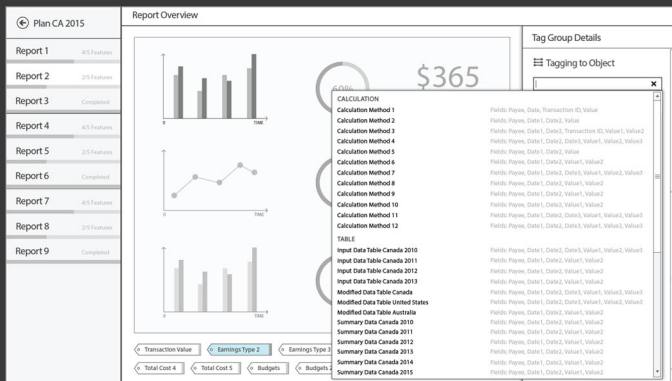 Plan CA 2015
Report Overview
Report 1 4/5 Features
Report 2 2/5 Features
Report 3 Completed
Report 4 4/5 Features
Report 5 2/5 Features
Report 6 Completed
Report 7 4/5 Features
Report 8 2/5 Features
Report 9 Completed
0 TIME
60%
$365
0 TIME
0 TIME
Transaction Value Earnings Type 2 Earnings Type 3
Total Cost 4 Total Cost 5 Budgets Budgets 2
Tag Group Details
Tagging to Object
CALCULATION
Calculation Method 1 Fields: Payee, Date, Transaction ID, Value
Calculation Method 2 Fields: Payee, Date1, Date2, Value
Calculation Method 3 Fields: Payee, Date1, Date2, Transaction ID, Value1, Value2
Calculation Method 4 Fields: Payee, Date1, Date2, Date3, Value1, Value2, Value3
Calculation Method 5 Fields: Payee, Date1, Date2, Value
Calculation Method 6 Fields: Payee, Date1, Date2, Value1, Value2
Calculation Method 7 Fields: Payee, Date1, Date2, Date3, Value1, Value2, Value3
Calculation Method 8 Fields: Payee, Date1, Date2, Value1, Value2
Calculation Method 9 Fields: Payee, Date1, Date2, Value1, Value2
Calculation Method 10 Fields: Payee, Date1, Date2, Value1, Value2
Calculation Method 11 Fields: Payee, Date1, Date2, Date3, Value1, Value2, Value3
Calculation Method 12 Fields: Payee, Date1, Date2, Date3, Value1, Value2, Value3
TABLE
Input Data Table Canada 2010 Fields: Payee, Date1, Date2, Date3, Value1, Value2, Value3
Input Data Table Canada 2011 Fields: Payee, Date1, Date2, Value1, Value2
Input Data Table Canada 2012 Fields: Payee, Date1, Date2, Value1, Value2
Input Data Table Canada 2013 Fields: Payee, Date1, Date2, Value1, Value2
Modified Data Table Canada Fields: Payee, Date1, Date2, Date3, Value1, Value2, Value3
Modified Data Table United States Fields: Payee, Date1, Date2, Date3, Value1, Value2, Value3
Modified Data Table Australia Fields: Payee, Date1, Date2, Value1, Value2
Summary Data Canada 2010 Fields: Payee, Date1, Date2, Value1, Value2
Summary Data Canada 2011 Fields: Payee, Date1, Date2, Value1, Value2
Summary Data Canada 2012 Fields: Payee, Date1, Date2, Value1, Value2
Summary Data Canada 2013 Fields: Payee, Date1, Date2, Value1, Value2
Summary Data Canada 2014 Fields: Payee, Date1, Date2, Value1, Value2
Summary Data Canada 2015 Fields: Payee, Date1, Date2, Value1, Value2